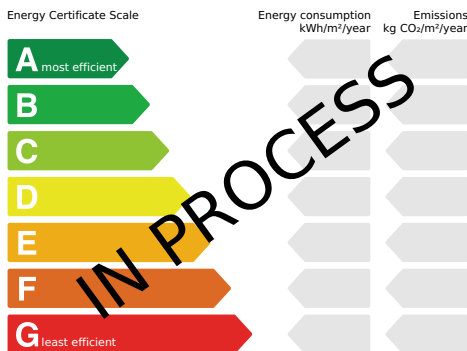 Energy Certificate Scale
Energy consumption
kWh/m²/year
Emissions
kg CO₂/m²/year
A most efficient
B
C
D
E
F
G least efficient
IN PROCESS